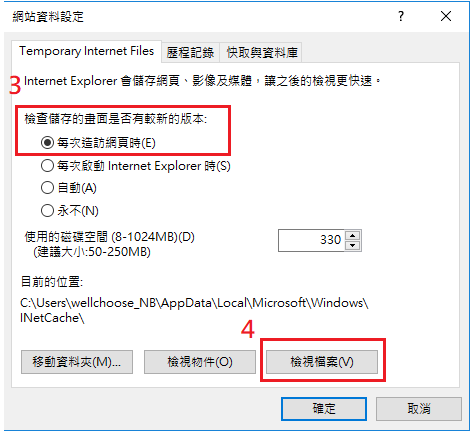 網站資料設定
Temporary Internet Files 歷程記錄 快取與資料庫
Internet Explorer 會儲存網頁、影像及媒體，讓之後的檢視更快速。
3
檢查儲存的畫面是否有較新的版本:
每次造訪網頁時(E)
每次啟動 Internet Explorer 時(S)
自動(A)
永不(N)
使用的磁碟空間 (8-1024MB)(D) 330
(建議大小:50-250MB)
目前的位置:
C:\Users\wellchoose_NB\AppData\Local\Microsoft\Windows\
INetCache\
4
移動資料夾(M)... 檢視物件(O) 檢視檔案(V)
確定 取消